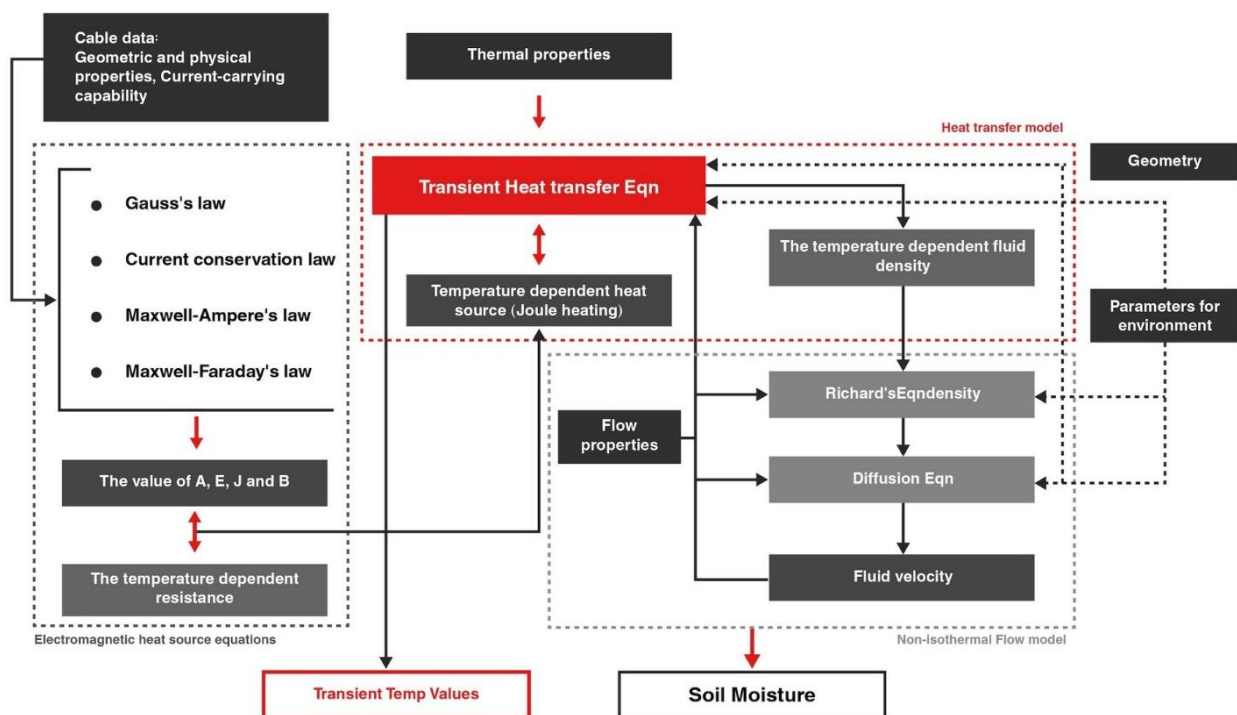 Cable data:
Geometric and physical
properties, Current-carrying
capability
Thermal properties
Heat transfer model
Geometry
Transient Heat transfer Eqn
Gauss's law
Current conservation law
Maxwell-Ampere's law
Maxwell-Faraday's law
The temperature dependent fluid
density
Temperature dependent heat
source (Joule heating)
Parameters for
environment
Richard'sEqndensity
Flow
properties
Diffusion Eqn
The value of A, E, J and B
Fluid velocity
The temperature dependent
resistance
Electromagnetic heat source equations
Non-isothermal Flow model
Transient Temp Values
Soil Moisture